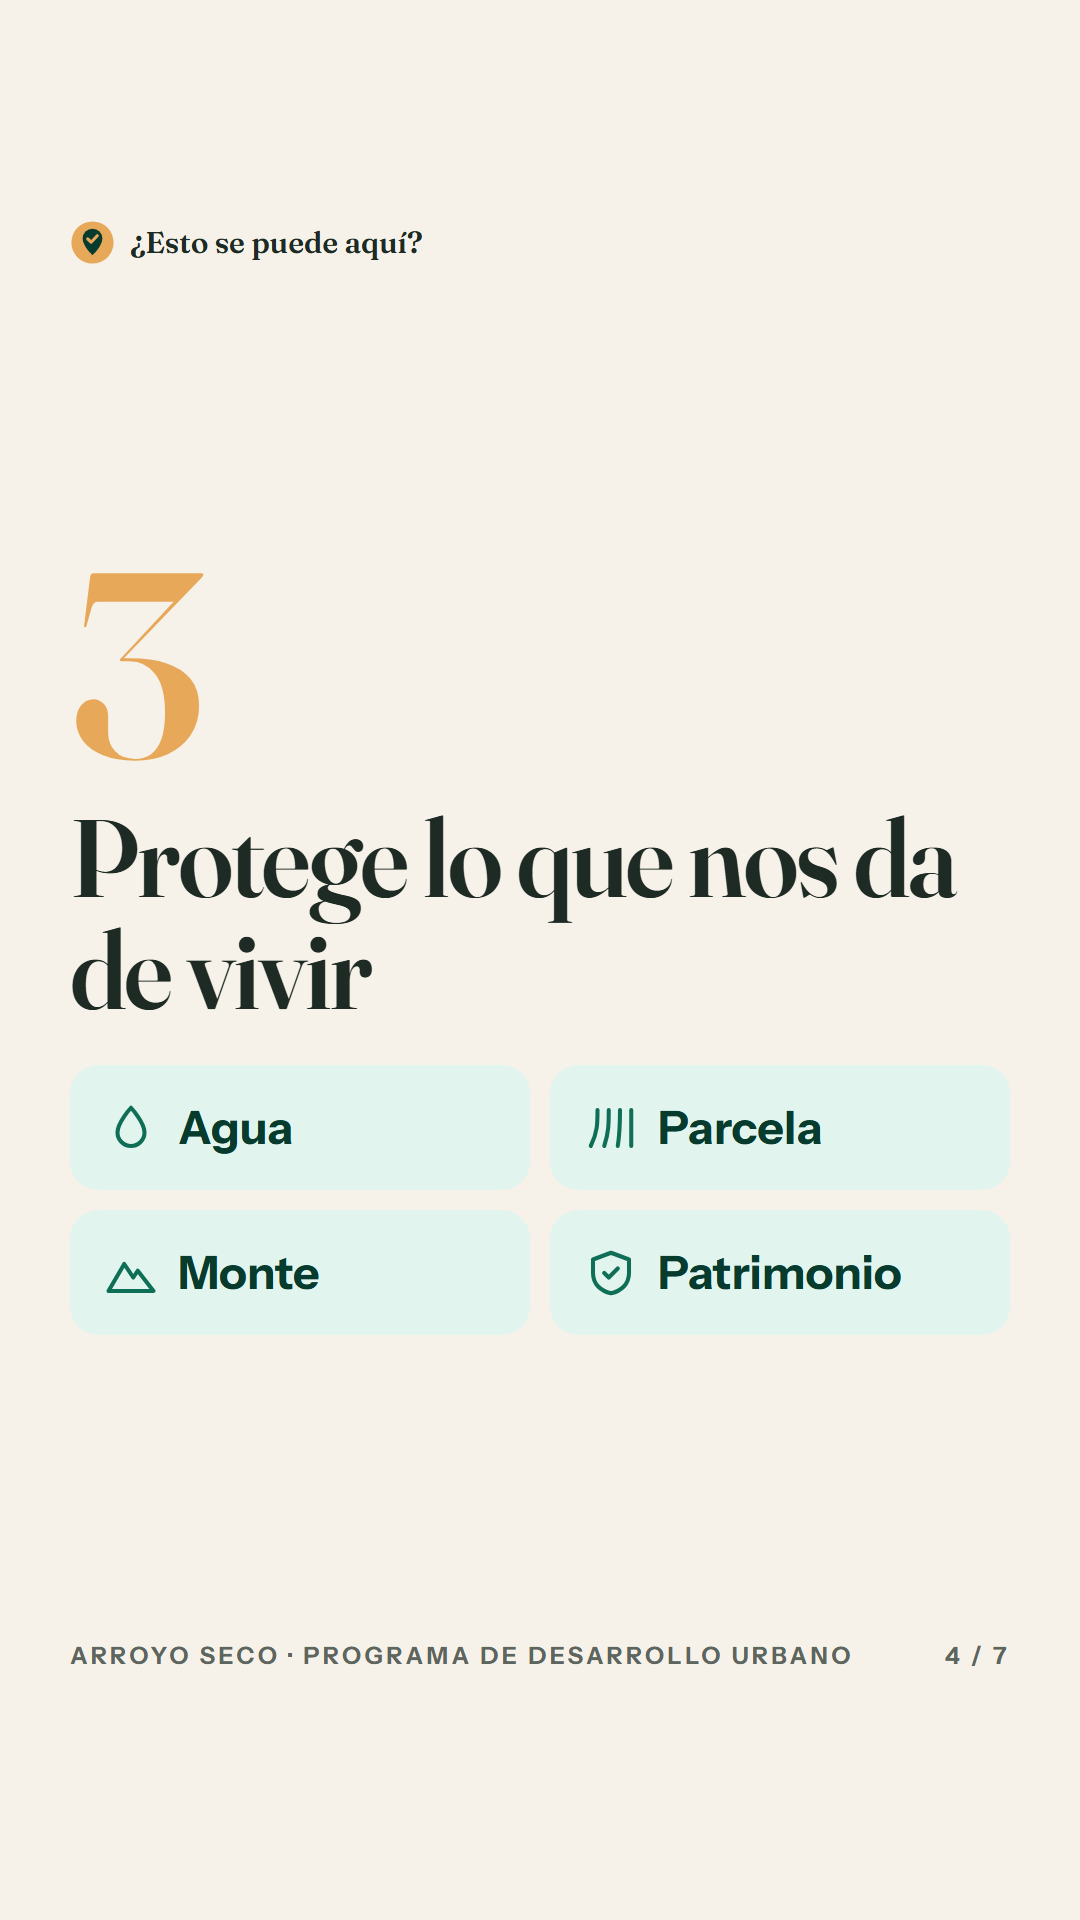 ¿Esto se puede aquí?
3
Protege lo que nos da
de vivir
Agua
Parcela
Monte
Patrimonio
ARROYO SECO · PROGRAMA DE DESARROLLO URBANO
4 / 7